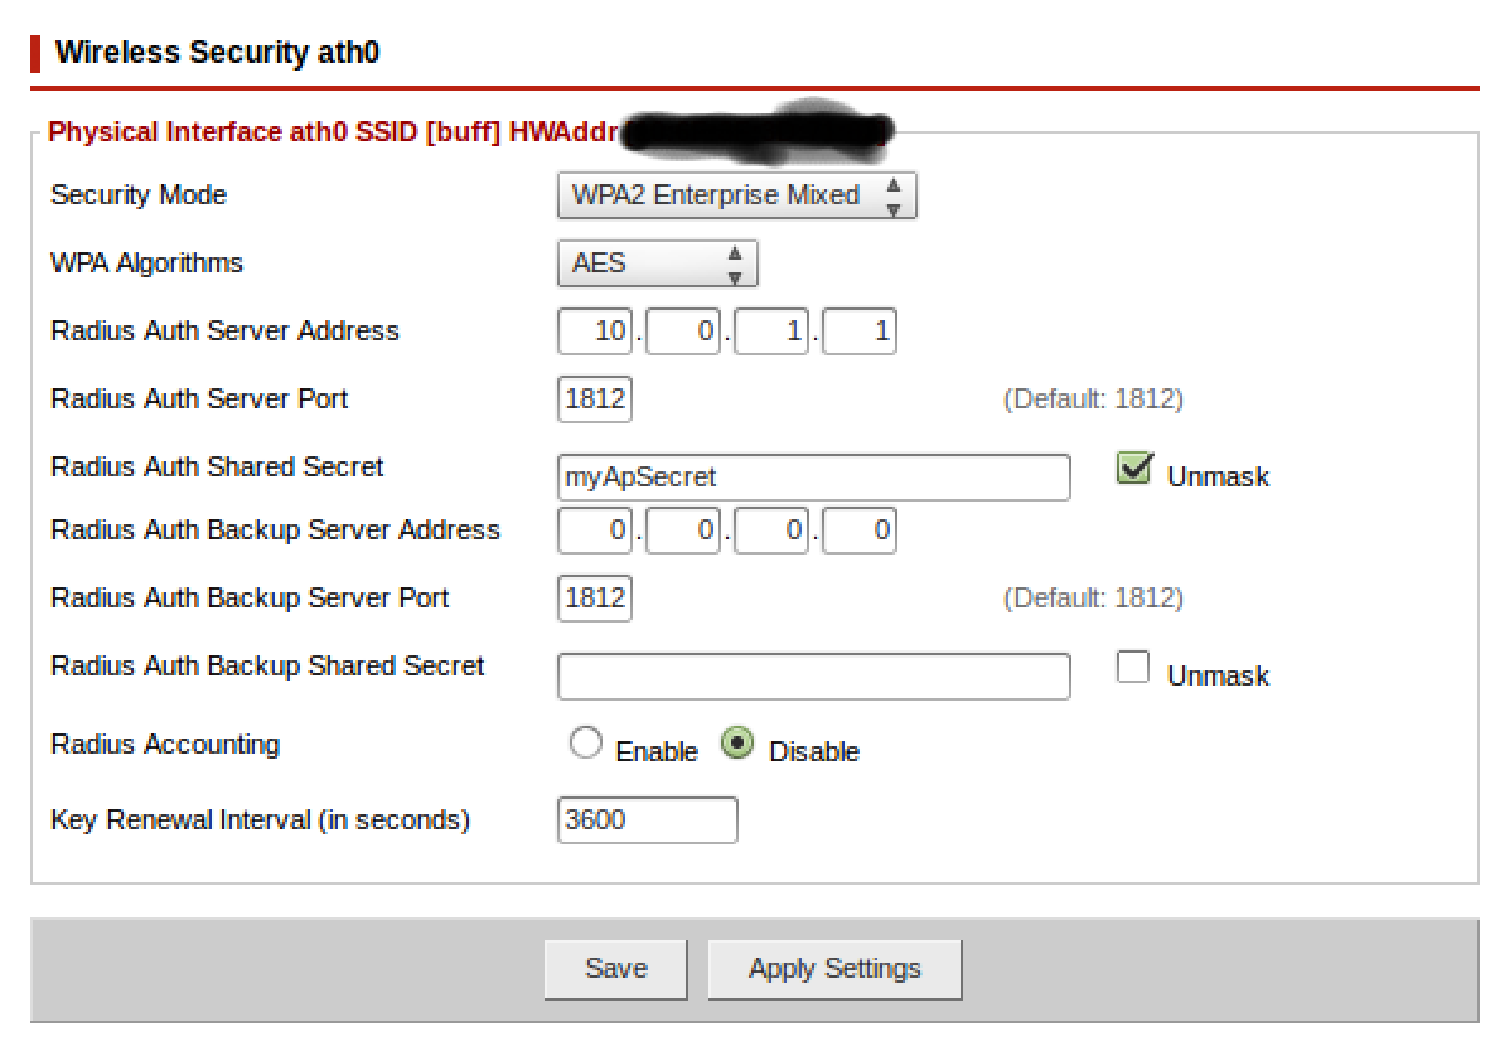 Wireless Security ath0
Physical Interface ath0 SSID [buff] HWAddr
Security Mode WPA2 Enterprise Mixed
WPA Algorithms AES
Radius Auth Server Address 10 . 0 . 1 . 1
Radius Auth Server Port 1812 (Default: 1812)
Radius Auth Shared Secret myApSecret Unmask
Radius Auth Backup Server Address 0 . 0 . 0 . 0
Radius Auth Backup Server Port 1812 (Default: 1812)
Radius Auth Backup Shared Secret Unmask
Radius Accounting Enable Disable
Key Renewal Interval (in seconds) 3600
Save Apply Settings